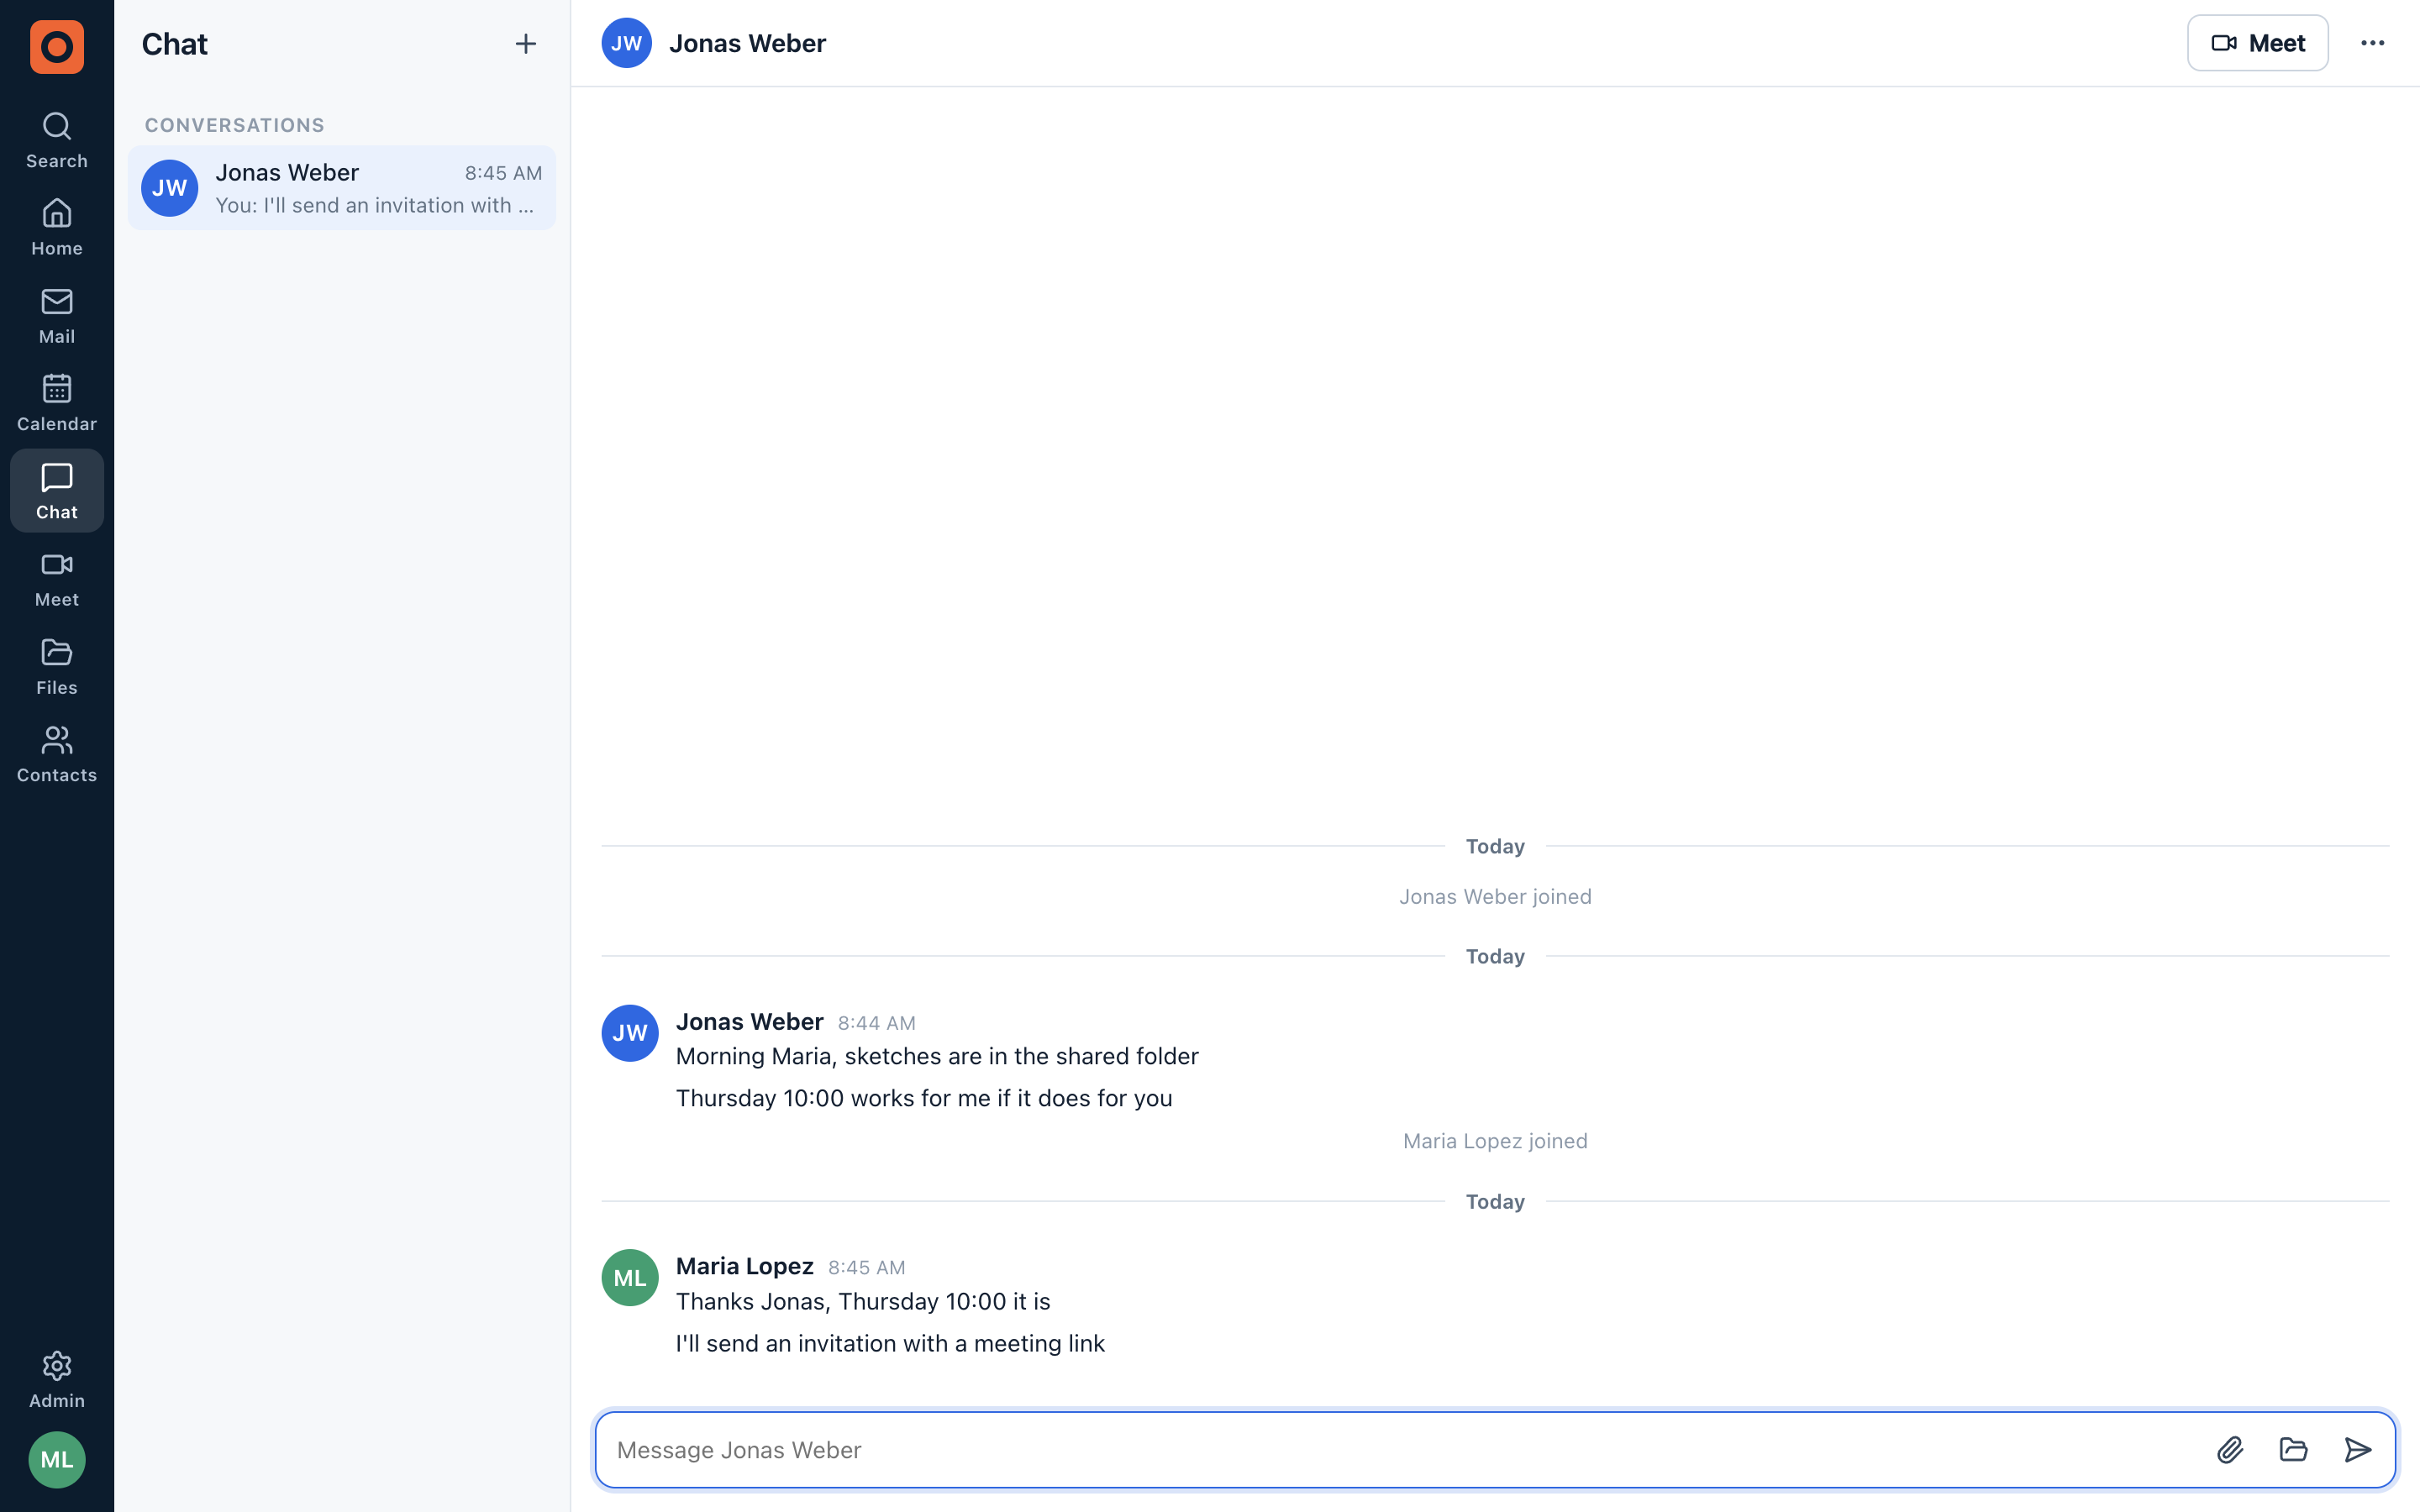 Search
Home
Mail
Calendar
Chat
Meet
Files
Contacts
Admin
ML
Chat
CONVERSATIONS
JW
Jonas Weber 8:45 AM
You: I'll send an invitation with ...
JW Jonas Weber
Meet
Today
Jonas Weber joined
Today
JW
Jonas Weber 8:44 AM
Morning Maria, sketches are in the shared folder
Thursday 10:00 works for me if it does for you
Maria Lopez joined
Today
ML
Maria Lopez 8:45 AM
Thanks Jonas, Thursday 10:00 it is
I'll send an invitation with a meeting link
Message Jonas Weber